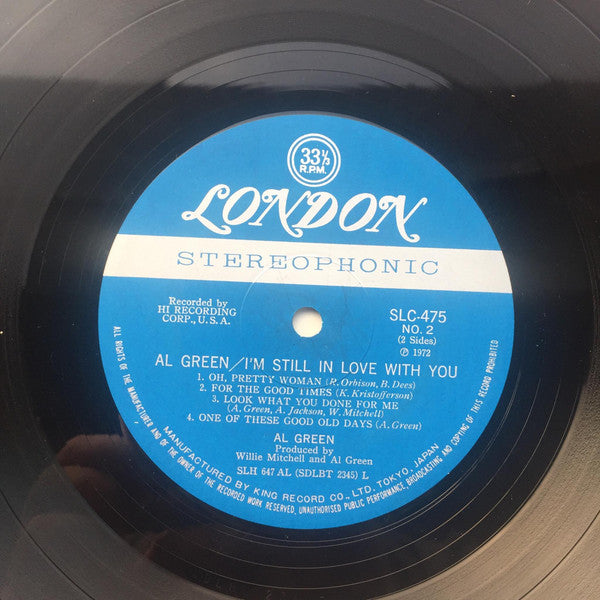 33⅓
R.P.M.
LONDON
STEREOPHONIC
Recorded by
HI RECORDING
CORP., U.S.A.
SLC-475
NO. 2
(2 Sides)
Ⓟ 1972
AL GREEN/I'M STILL IN LOVE WITH YOU
1. OH, PRETTY WOMAN (R. Orbison, B. Dees)
2. FOR THE GOOD TIMES (K. Kristofferson)
3. LOOK WHAT YOU DONE FOR ME
(A. Green, A. Jackson, W. Mitchell)
4. ONE OF THESE GOOD OLD DAYS (A. Green)
AL GREEN
Produced by
Willie Mitchell and Al Green
SLH 647 AL (SDLBT 2345) L
MANUFACTURED BY KING RECORD CO., LTD. TOKYO, JAPAN
ALL RIGHTS OF THE MANUFACTURER AND OF THE OWNER OF THE RECORDED WORK RESERVED, UNAUTHORISED PUBLIC PERFORMANCE, BROADCASTING AND COPYING OF THIS RECORD PROHIBITED